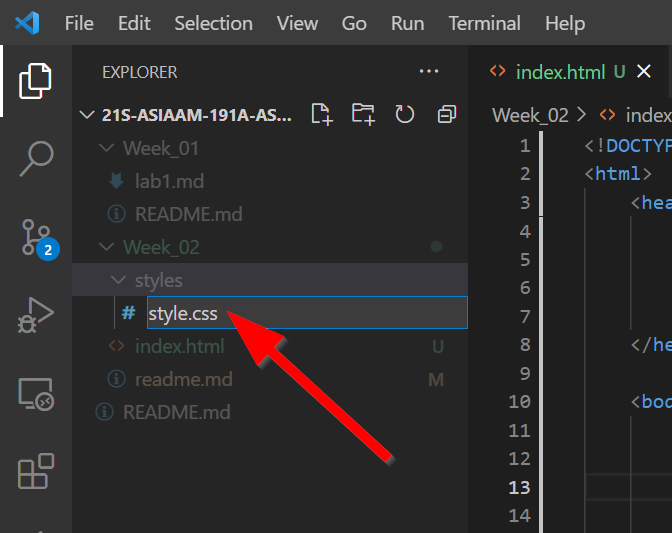 File Edit Selection View Go Run Terminal Help
EXPLORER ...
21S-ASIAAM-191A-AS...
Week_01
lab1.md
README.md
Week_02
styles
# style.css
index.html U
readme.md M
README.md
2
<> index.html U
Week_02 > <> index
1 <!DOCTYP
2 <html>
3 <hea
4
5
6
7
8 </he
9
10 <bod
11
12
13
14